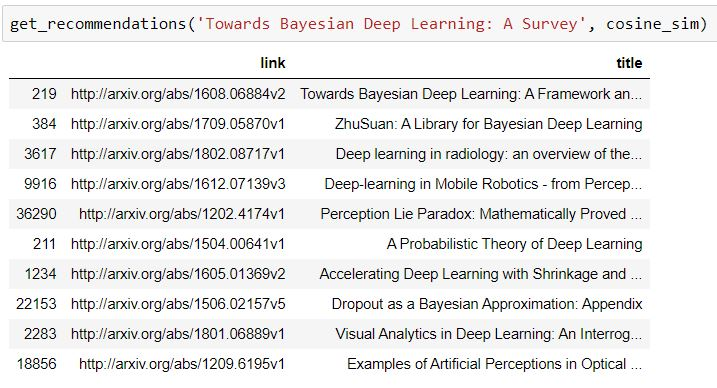 get_recommendations('Towards Bayesian Deep Learning: A Survey', cosine_sim)
link title
219 http://arxiv.org/abs/1608.06884v2 Towards Bayesian Deep Learning: A Framework an...
384 http://arxiv.org/abs/1709.05870v1 ZhuSuan: A Library for Bayesian Deep Learning
3617 http://arxiv.org/abs/1802.08717v1 Deep learning in radiology: an overview of the...
9916 http://arxiv.org/abs/1612.07139v3 Deep-learning in Mobile Robotics - from Percep...
36290 http://arxiv.org/abs/1202.4174v1 Perception Lie Paradox: Mathematically Proved ...
211 http://arxiv.org/abs/1504.00641v1 A Probabilistic Theory of Deep Learning
1234 http://arxiv.org/abs/1605.01369v2 Accelerating Deep Learning with Shrinkage and ...
22153 http://arxiv.org/abs/1506.02157v5 Dropout as a Bayesian Approximation: Appendix
2283 http://arxiv.org/abs/1801.06889v1 Visual Analytics in Deep Learning: An Interrog...
18856 http://arxiv.org/abs/1209.6195v1 Examples of Artificial Perceptions in Optical ...